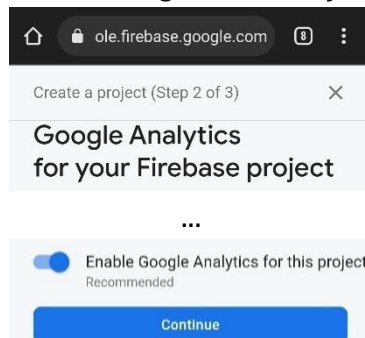 ole.firebase.google.com 8
Create a project (Step 2 of 3)
Google Analytics
for your Firebase project
...
Enable Google Analytics for this project
Recommended
Continue